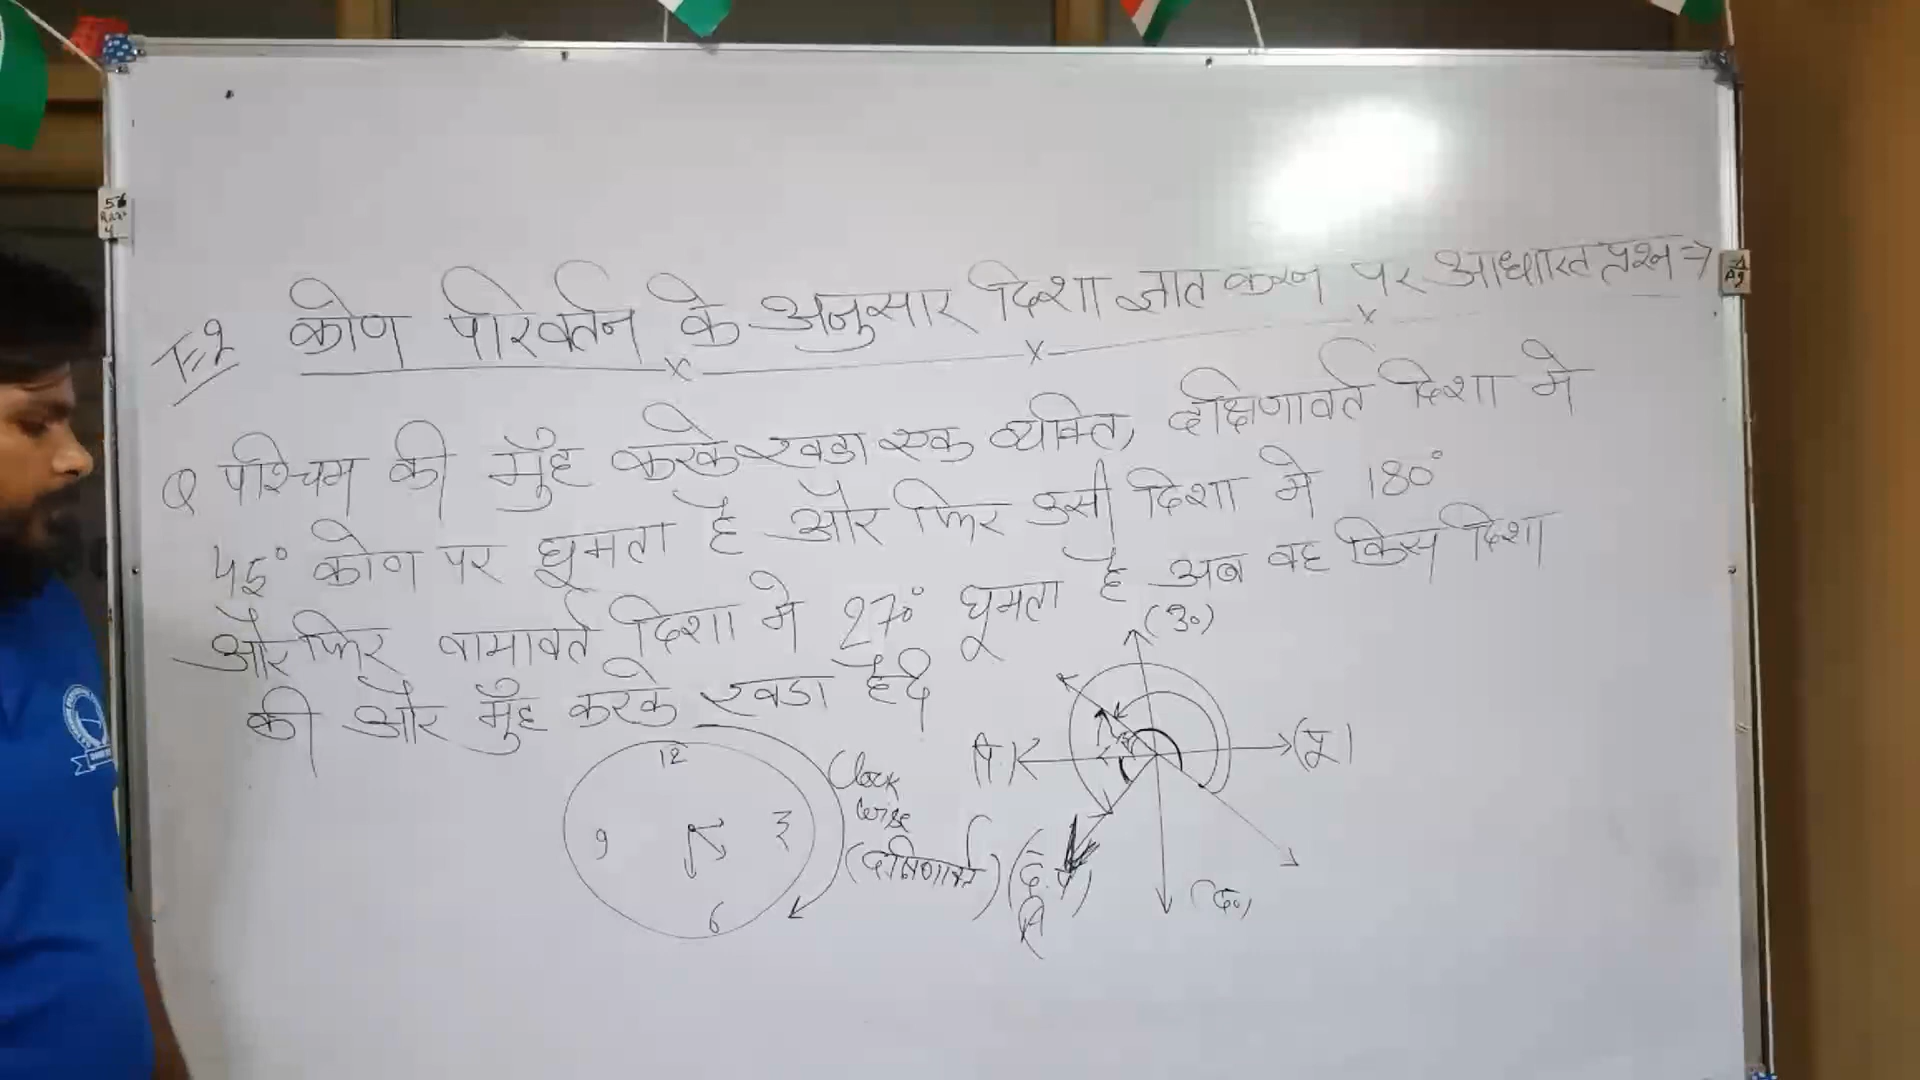 T=2 कोण परिवर्तन के अनुसार दिशा ज्ञात करन पर आधारित प्रश्न →
Q पश्चिम की मुँह करके खडा एक व्यक्ति, दक्षिणावर्त दिशा मे
45° कोण पर घूमता है और फिर उसी दिशा मे 180°
और फिर वामावर्त दिशा मे 270° घूमता है अब वह किस दिशा
की और मुँह करके खडा है
(उ०)
12
Clock
wise
(दक्षिणावर्त)
9
3
6
(पू)
(द०)